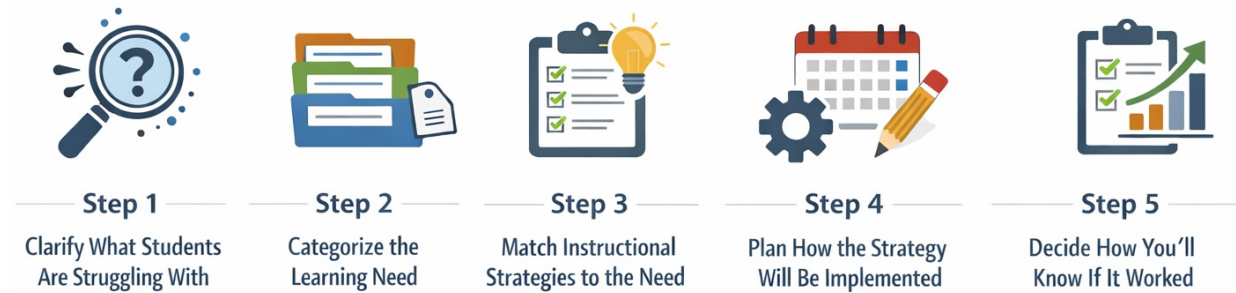 ?
Step 1
Clarify What Students
Are Struggling With
Step 2
Categorize the
Learning Need
Step 3
Match Instructional
Strategies to the Need
Step 4
Plan How the Strategy
Will Be Implemented
Step 5
Decide How You'll
Know If It Worked